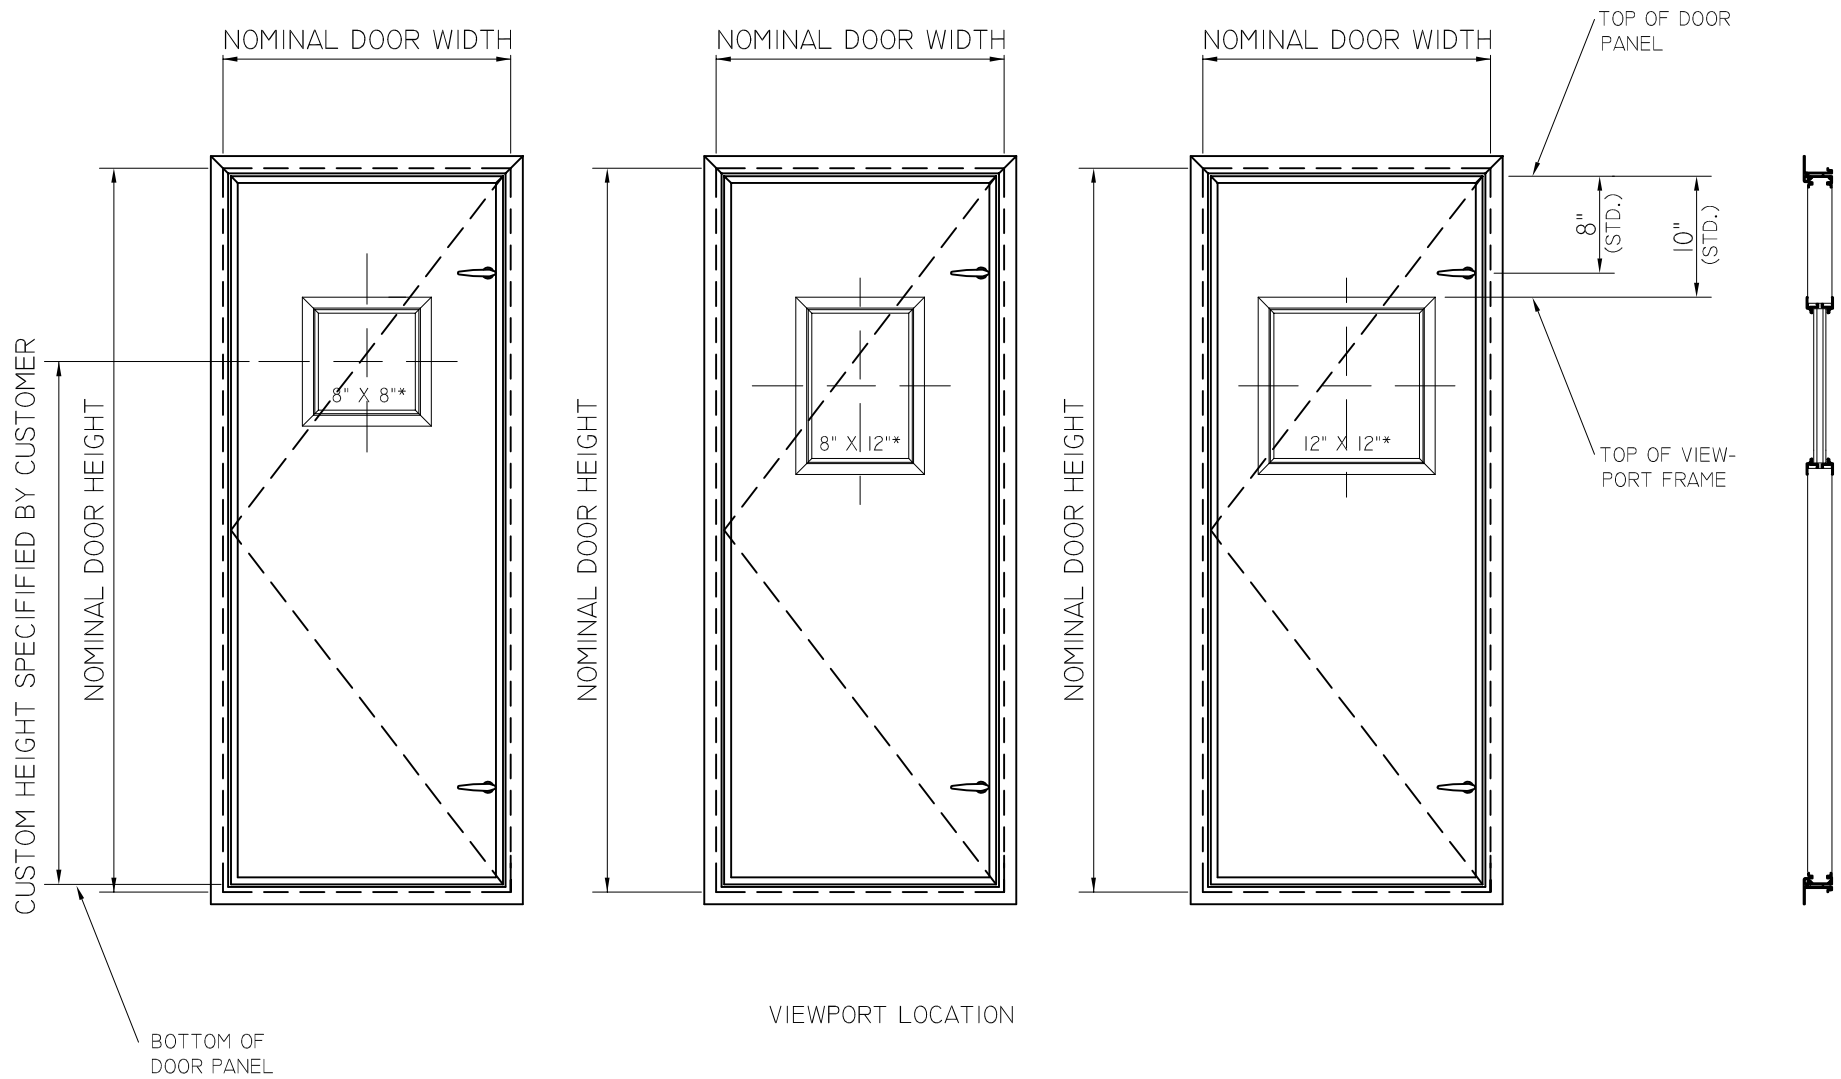 NOMINAL DOOR WIDTH
NOMINAL DOOR WIDTH
NOMINAL DOOR WIDTH
TOP OF DOOR
PANEL
8"
(STD.)
10"
(STD.)
CUSTOM HEIGHT SPECIFIFIED BY CUSTOMER
NOMINAL DOOR HEIGHT
8" X 8"*
NOMINAL DOOR HEIGHT
8" X 12"*
NOMINAL DOOR HEIGHT
12" X 12"*
TOP OF VIEW-
PORT FRAME
VIEWPORT LOCATION
BOTTOM OF
DOOR PANEL